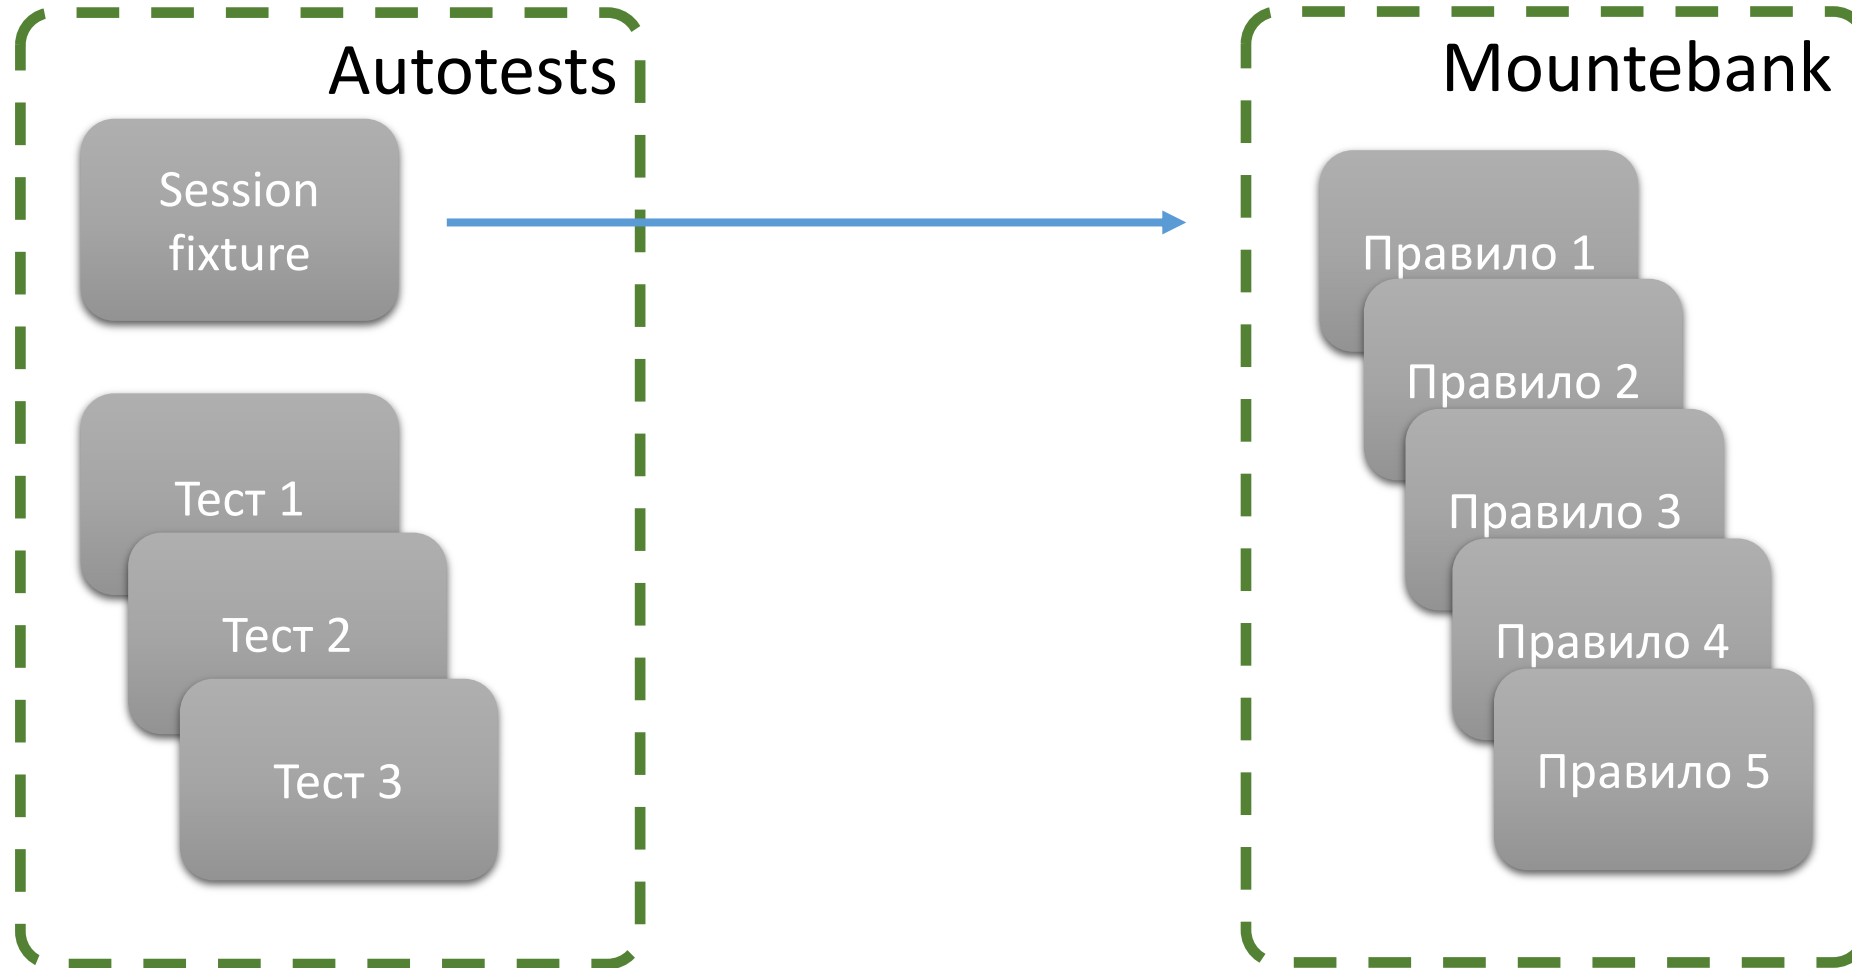 Autotests
Session
fixture
Тест 1
Тест 2
Тест 3
Mountebank
Правило 1
Правило 2
Правило 3
Правило 4
Правило 5